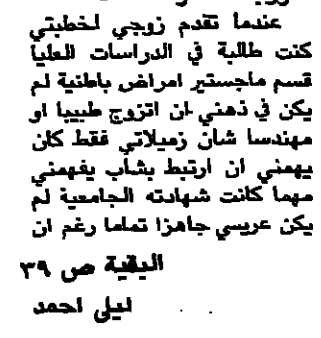 عندما تقدم زوجي لخطبتي
كنت طالبة في الدراسات العليا
قسم ماجستير امراض باطنية لم
يكن في ذهني ان اتزوج طبيبا او
مهندسا شان زميلاتي فقط كان
يهمني ان ارتبط بشاب يفهمني
مهما كانت شهادته الجامعية لم
يكن عريسي جاهزا تماما رغم ان
البقية ص ٣٩
ليلى احمد